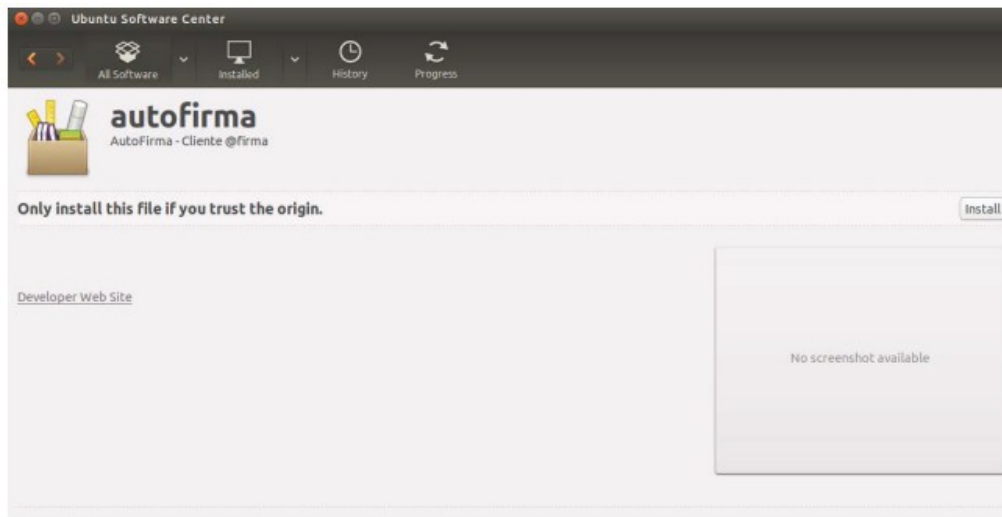 Ubuntu Software Center
All Software
Installed
History
Progress
autofirma
AutoFirma - Cliente @firma
Only install this file if you trust the origin.
Install
Developer Web Site
No screenshot available